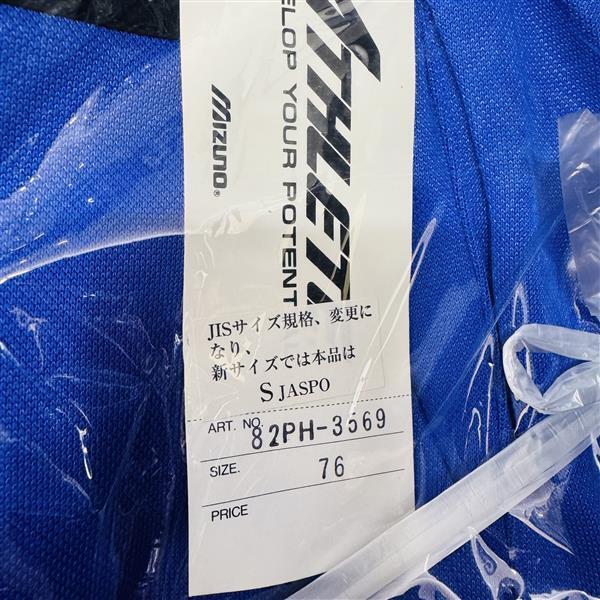 ATHLET
ELOP YOUR POTENT
Mizuno®
JISサイズ規格、変更に
なり、
新サイズでは本品は
S JASPO
ART. NO. 82PH-3569
SIZE. 76
PRICE